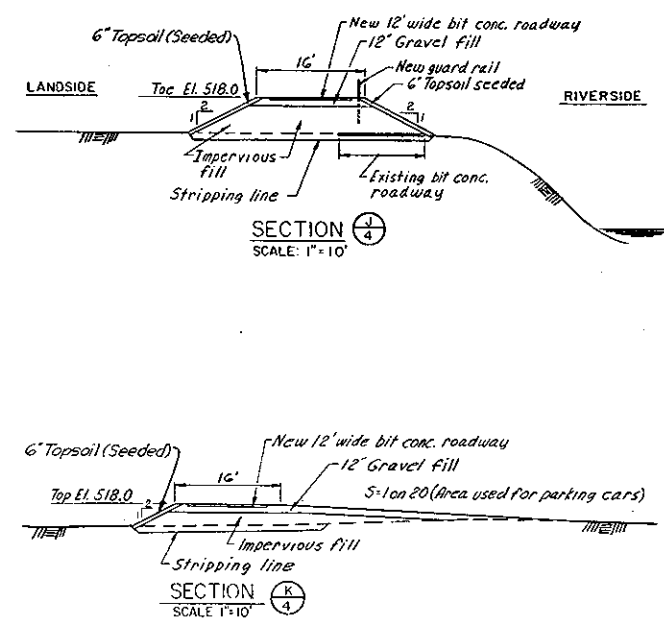 New 12' wide bit conc. roadway
6" Topsoil (Seeded)
12" Gravel fill
16'
New guard rail
6" Topsoil seeded
LANDSIDE
Toe El. 518.0
RIVERSIDE
2
1
2
1
Impervious
fill
Existing bit conc.
roadway
Stripping line
SECTION J
4
SCALE: 1"=10'
New 12' wide bit conc. roadway
6" Topsoil (Seeded)
12" Gravel fill
16'
Top El. 518.0
S=1 on 20 (Area used for parking cars)
2
1
Impervious fill
Stripping line
SECTION K
4
SCALE 1"=10'